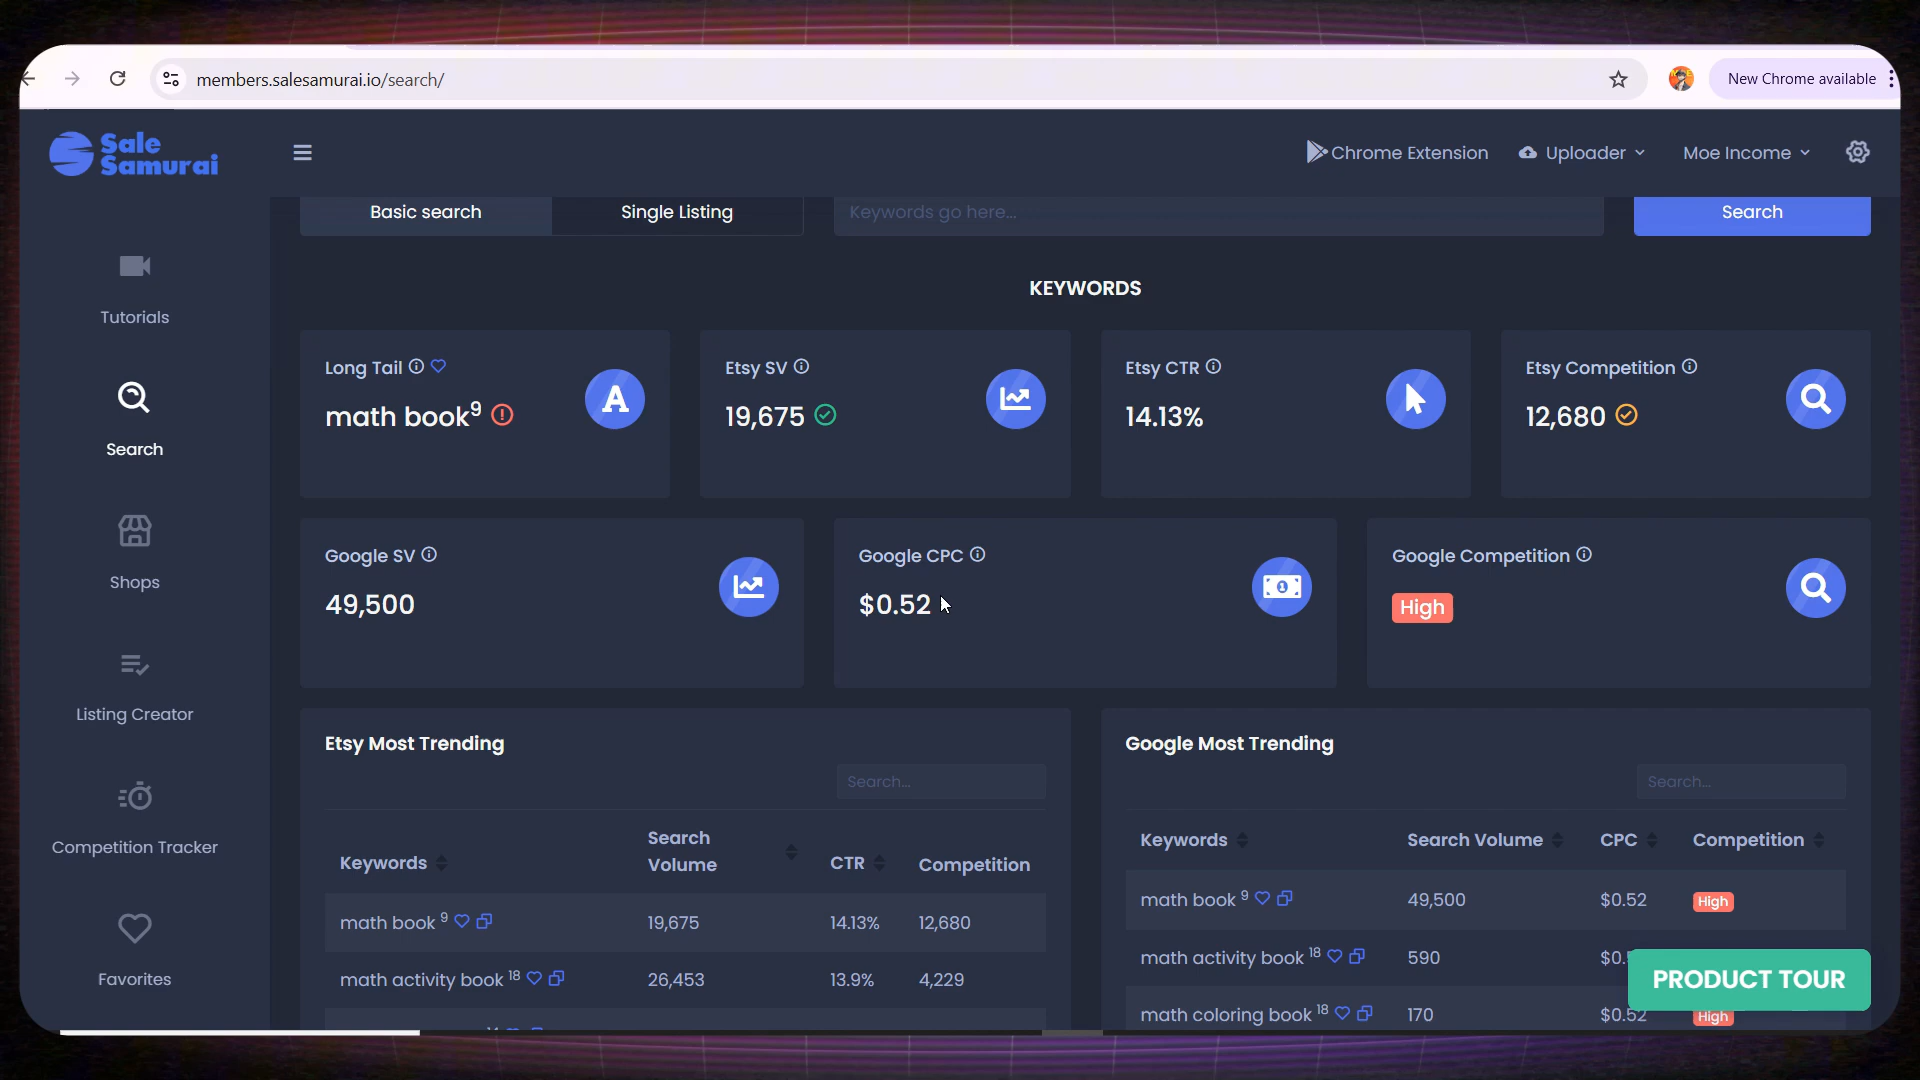 members.salesamurai.io/search/
New Chrome available
Sale
Samurai
Chrome Extension
Uploader
Moe Income
Basic search
Single Listing
Keywords go here...
Search
Tutorials
Search
Shops
Listing Creator
Competition Tracker
Favorites
KEYWORDS
Long Tail
math book⁹
Etsy SV
19,675
Etsy CTR
14.13%
Etsy Competition
12,680
Google SV
49,500
Google CPC
$0.52
Google Competition
High
Etsy Most Trending
Search...
Keywords
Search
Volume
CTR
Competition
math book ⁹ 19,675 14.13% 12,680
math activity book ¹⁸ 26,453 13.9% 4,229
Google Most Trending
Search...
Keywords Search Volume CPC Competition
math book ⁹ 49,500 $0.52 High
math activity book ¹⁸ 590
math coloring book ¹⁸ 170 $0.52 High
PRODUCT TOUR